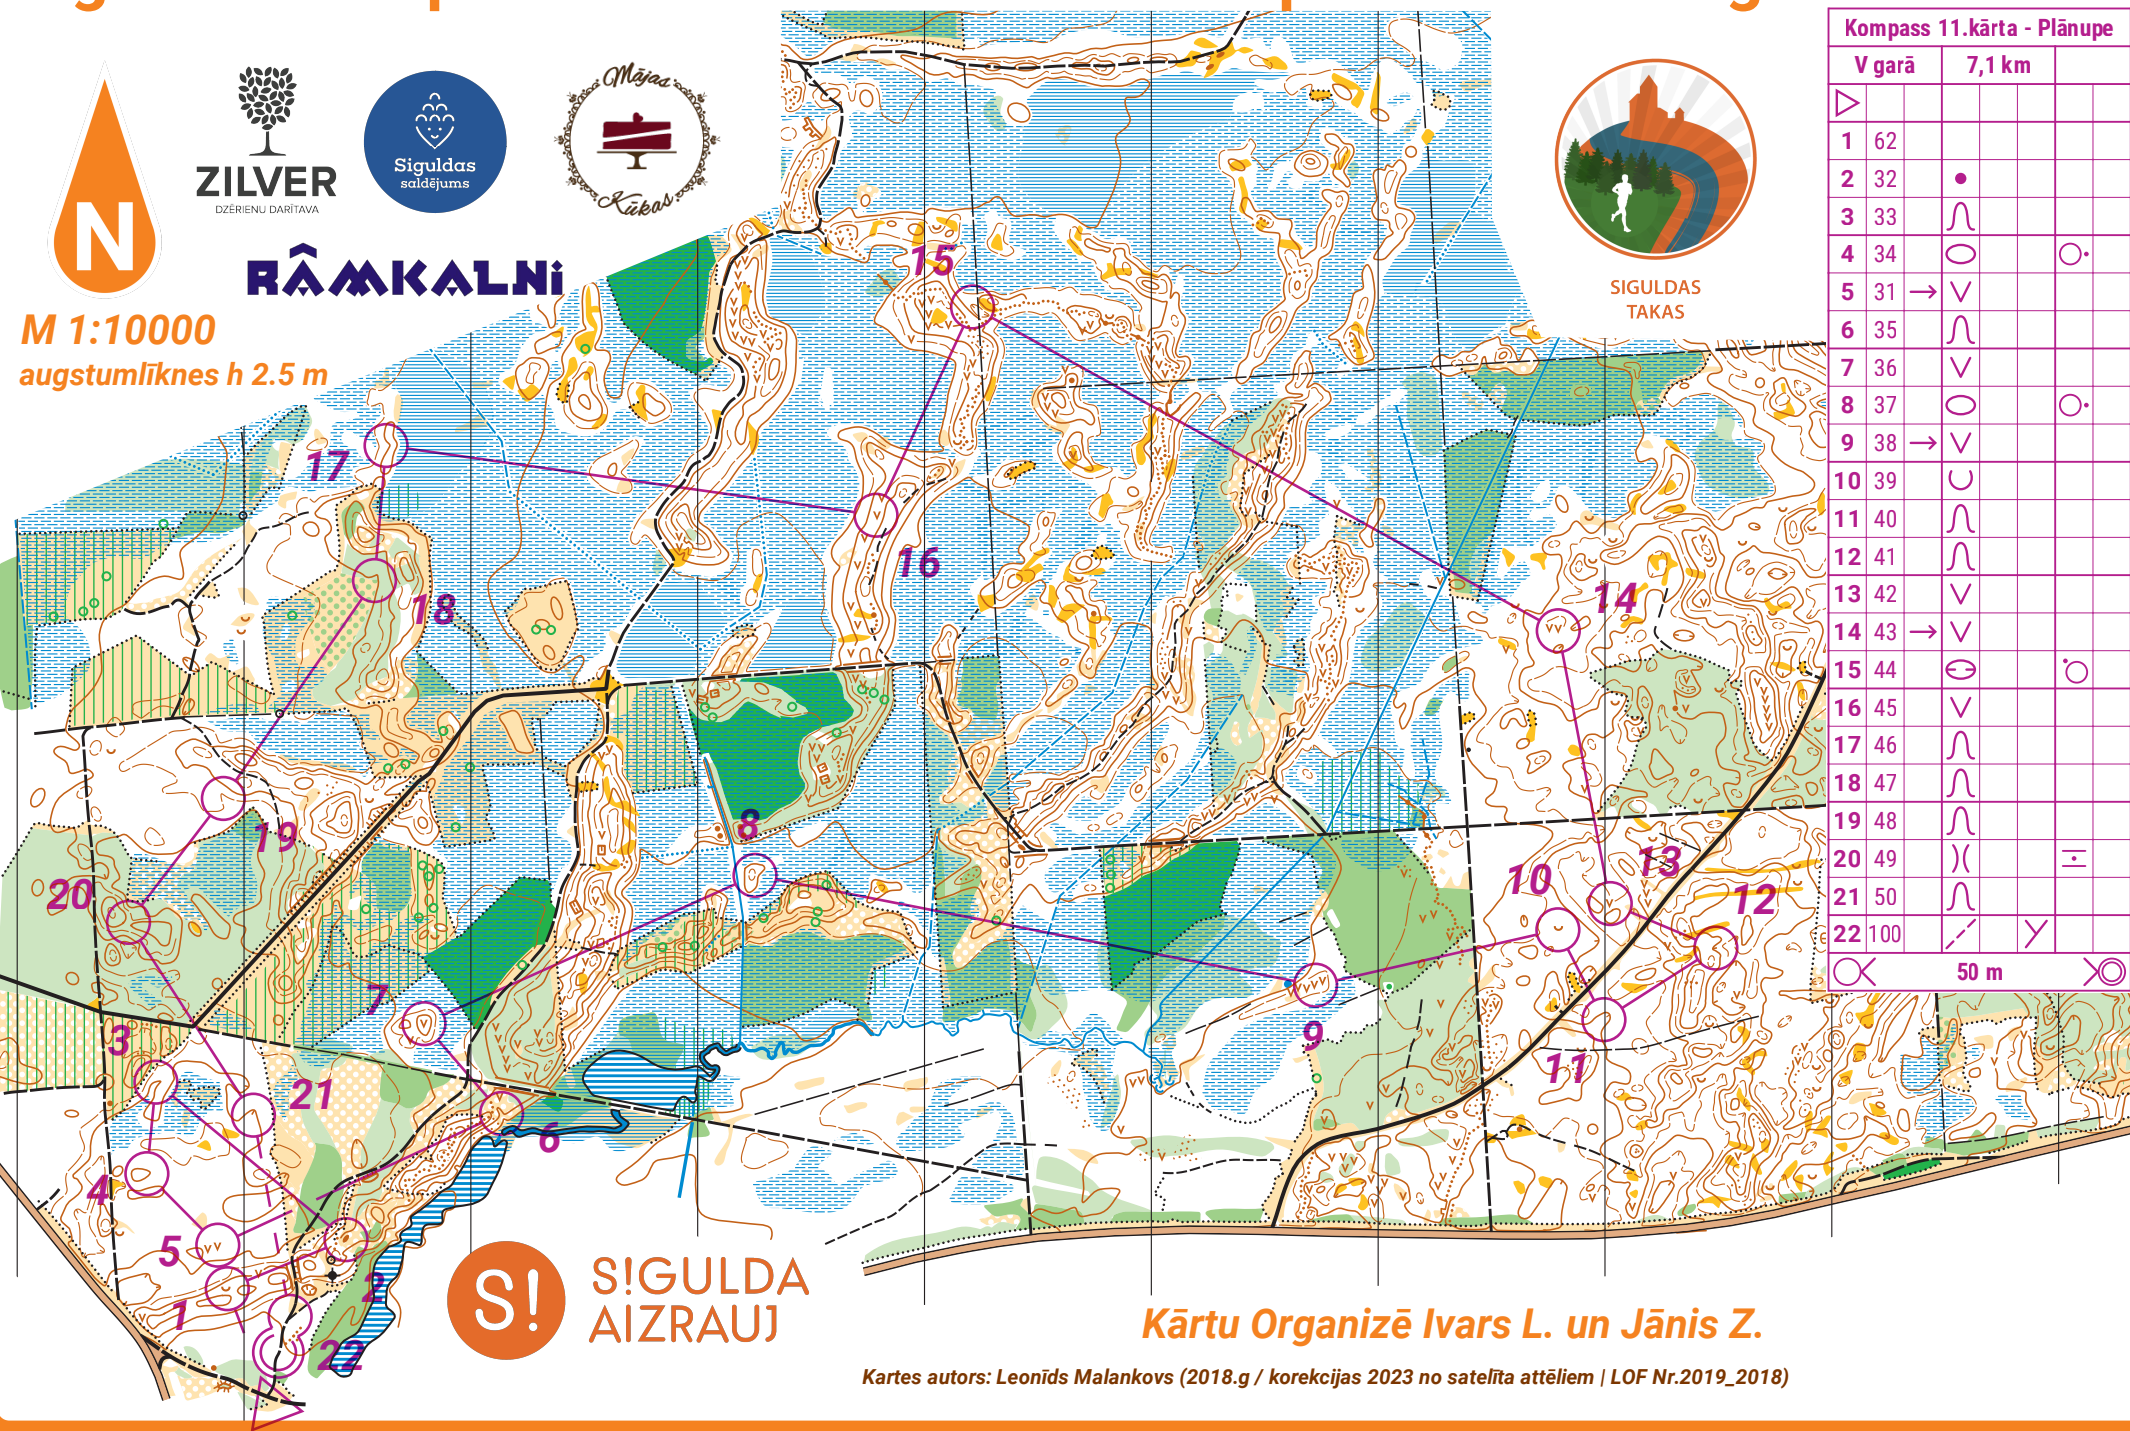 Kompass 11.kārta - Plānupe
V garā 7,1 km
1 62
2 32
3 33
4 34
5 31
6 35
7 36
8 37
9 38
10 39
11 40
12 41
13 42
14 43
15 44
16 45
17 46
18 47
19 48
20 49
21 50
22 100
50 m
N
ZILVER
DZĒRIENU DARĪTAVA
Siguldas
saldējums
Mājas
Kūkas
RÂMKALNi
M 1:10000
augstumlīknes h 2.5 m
SIGULDAS
TAKAS
15
17
16
18
14
19
8
20
10
13
12
7
3
9
11
21
6
4
5
2
1
22
S!
S!GULDA
AIZRAUJ
Kārtu Organizē Ivars L. un Jānis Z.
Kartes autors: Leonīds Malankovs (2018.g / korekcijas 2023 no satelīta attēliem | LOF Nr.2019_2018)